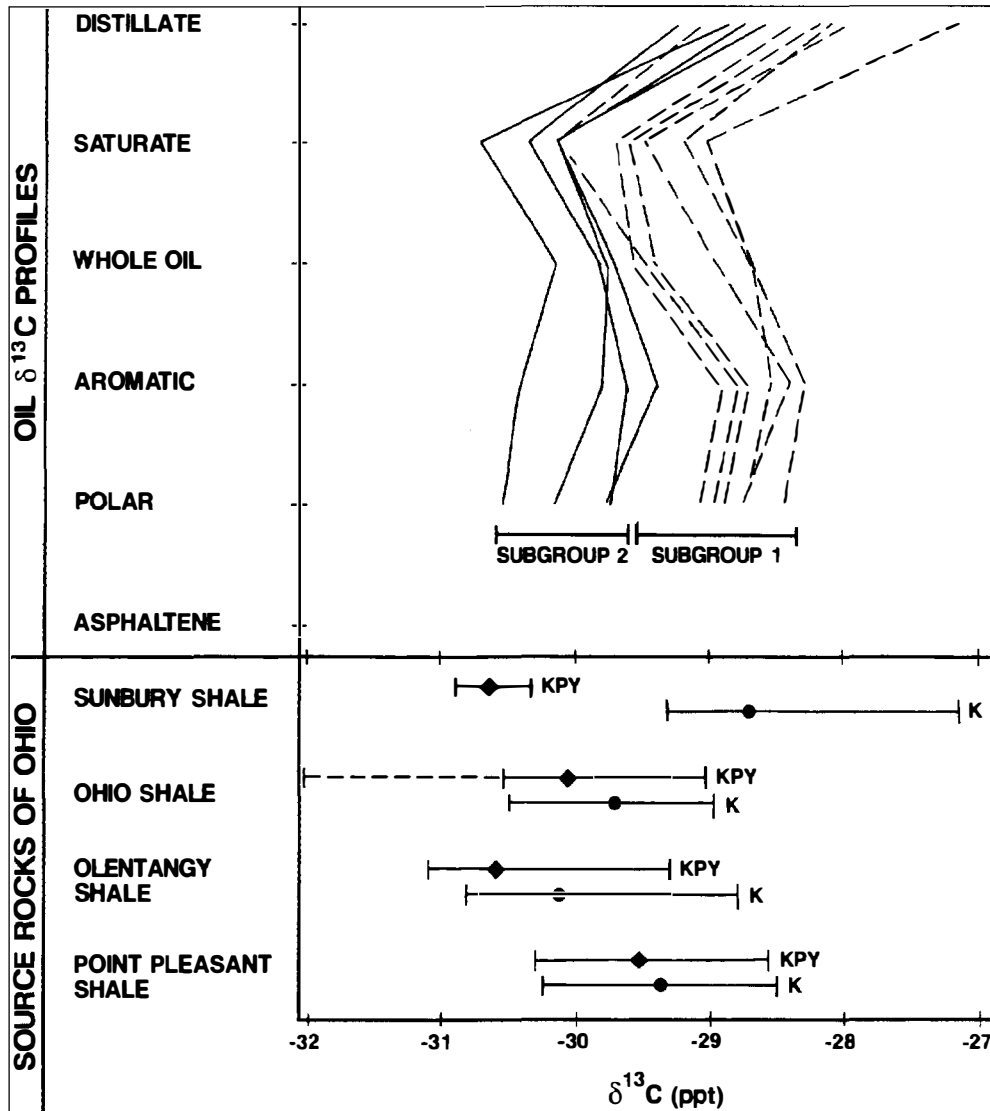 OIL δ13C PROFILES
DISTILLATE
SATURATE
WHOLE OIL
AROMATIC
POLAR
SUBGROUP 2
SUBGROUP 1
ASPHALTENE
SOURCE ROCKS OF OHIO
SUNBURY SHALE
KPY
K
OHIO SHALE
KPY
K
OLENTANGY
SHALE
KPY
K
POINT PLEASANT
SHALE
KPY
K
-32 -31 -30 -29 -28 -27
δ13C (ppt)